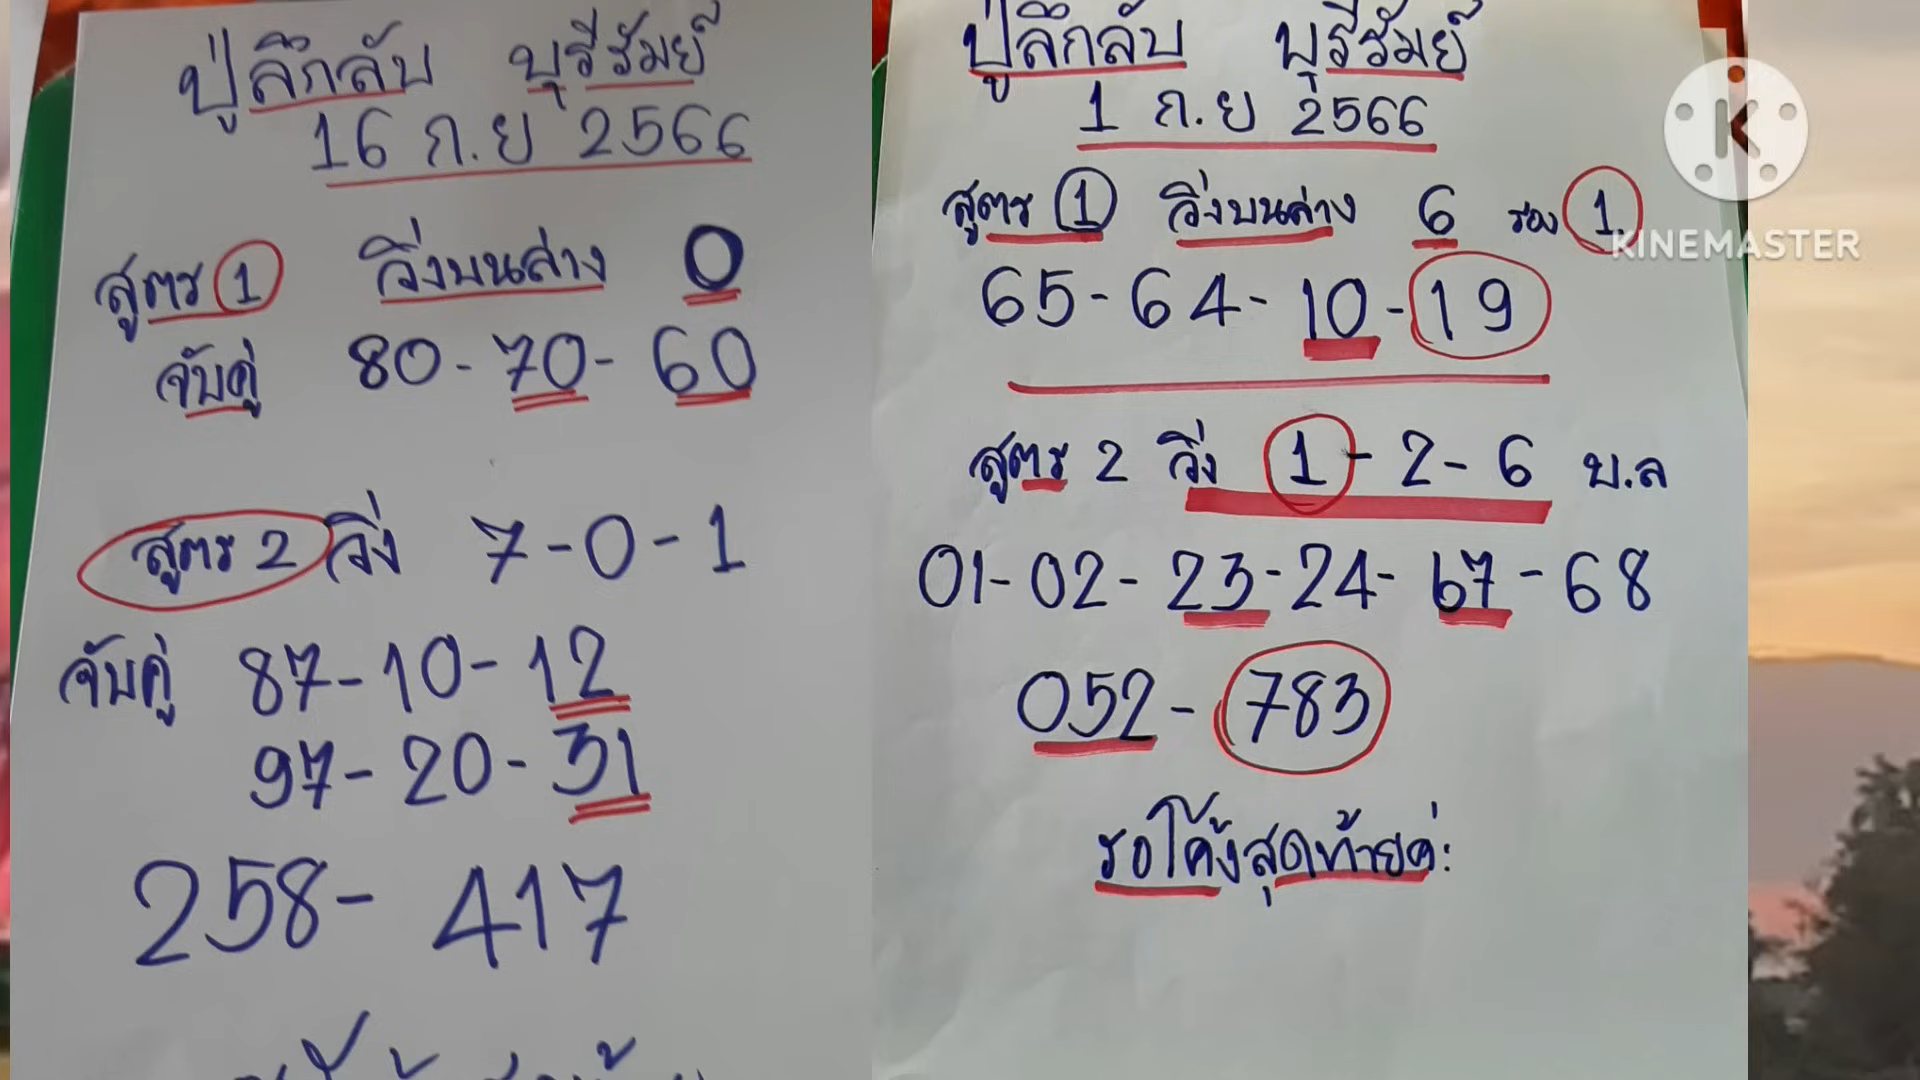 ปู่ลึกลับ บุรีรัมย์
16 ก.ย 2566
สูตร 1 วิ่งบนล่าง 0
จับคู่ 80-70-60
สูตร 2 วิ่ง 7-0-1
จับคู่ 87-10-12
97-20-31
258-417
ปู่ลึกลับ บุรีรัมย์
1 ก.ย 2566
สูตร 1 วิ่งบนล่าง 6 รอง 1
65-64-10-19
สูตร 2 วิ่ง 1-2-6 บ.ล
01-02-23-24-67-68
052-783
รอโค้งสุดท้ายค่ะ
K
KINEMASTER